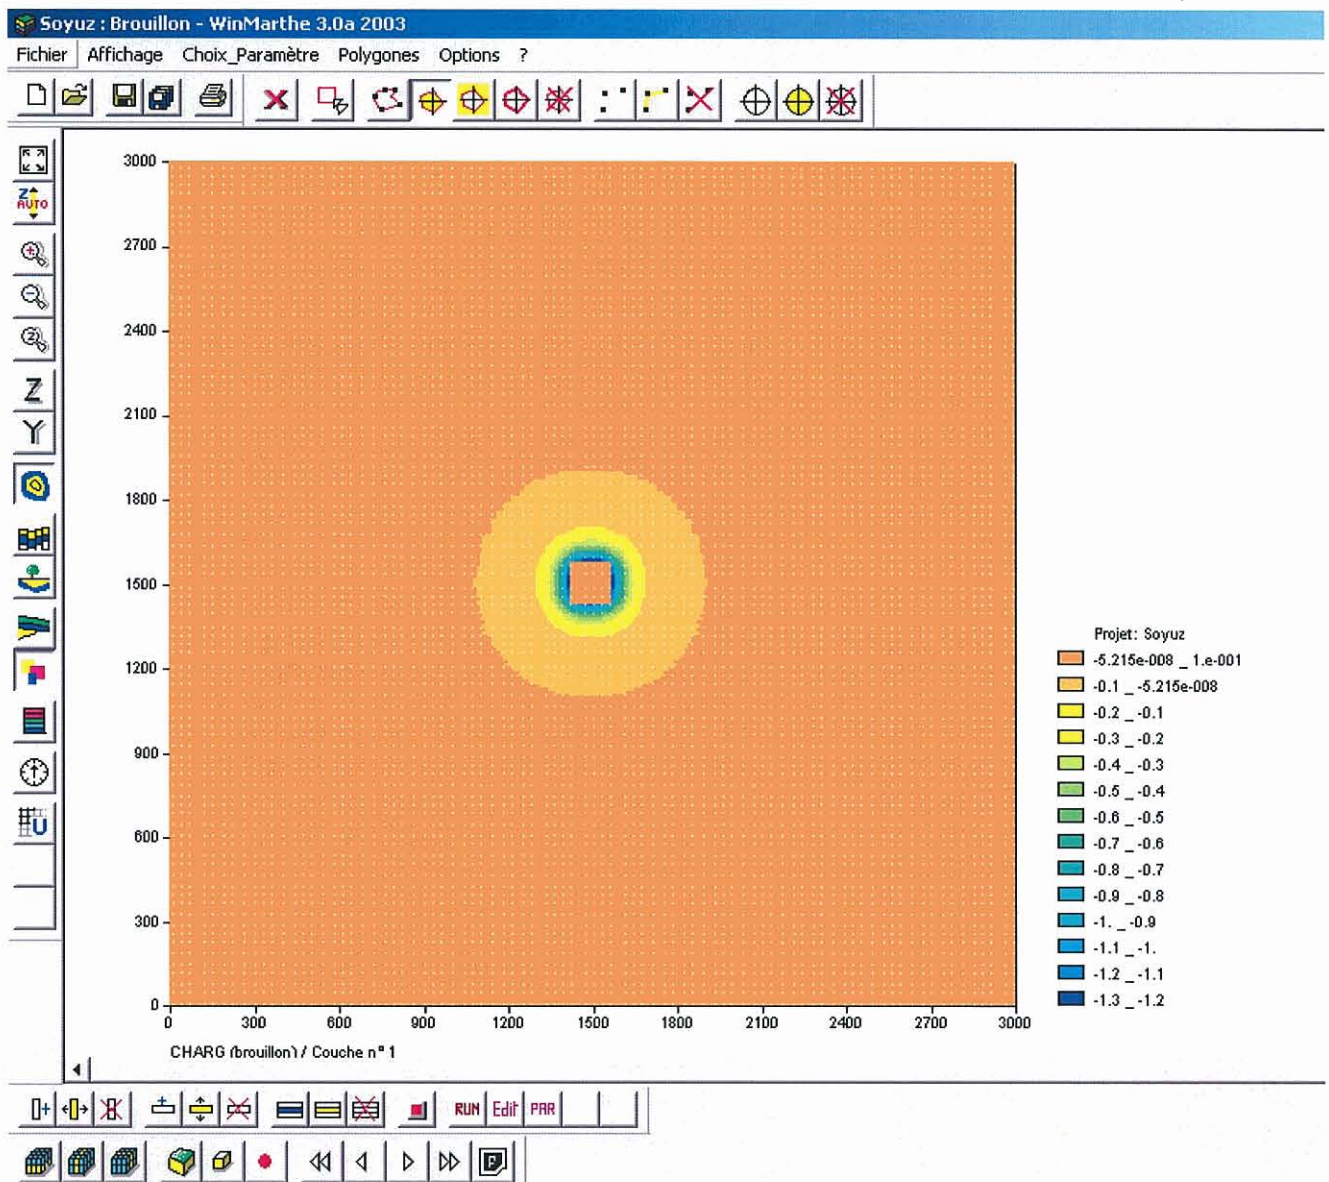 Soyuz : Brouillon - WinMarthe 3.0a 2003
Fichier Affichage Choix_Paramètre Polygones Options ?
Z
AUTO
Z
Y
U
3000
2700
2400
2100
1800
1500
1200
900
600
300
0
0 300 600 900 1200 1500 1800 2100 2400 2700 3000
CHARG (brouillon) / Couche n° 1
Projet: Soyuz
-5.215e-008 _ 1.e-001
-0.1 _ -5.215e-008
-0.2 _ -0.1
-0.3 _ -0.2
-0.4 _ -0.3
-0.5 _ -0.4
-0.6 _ -0.5
-0.7 _ -0.6
-0.8 _ -0.7
-0.9 _ -0.8
-1. _ -0.9
-1.1 _ -1.
-1.2 _ -1.1
-1.3 _ -1.2
RUN Edit PAR
P